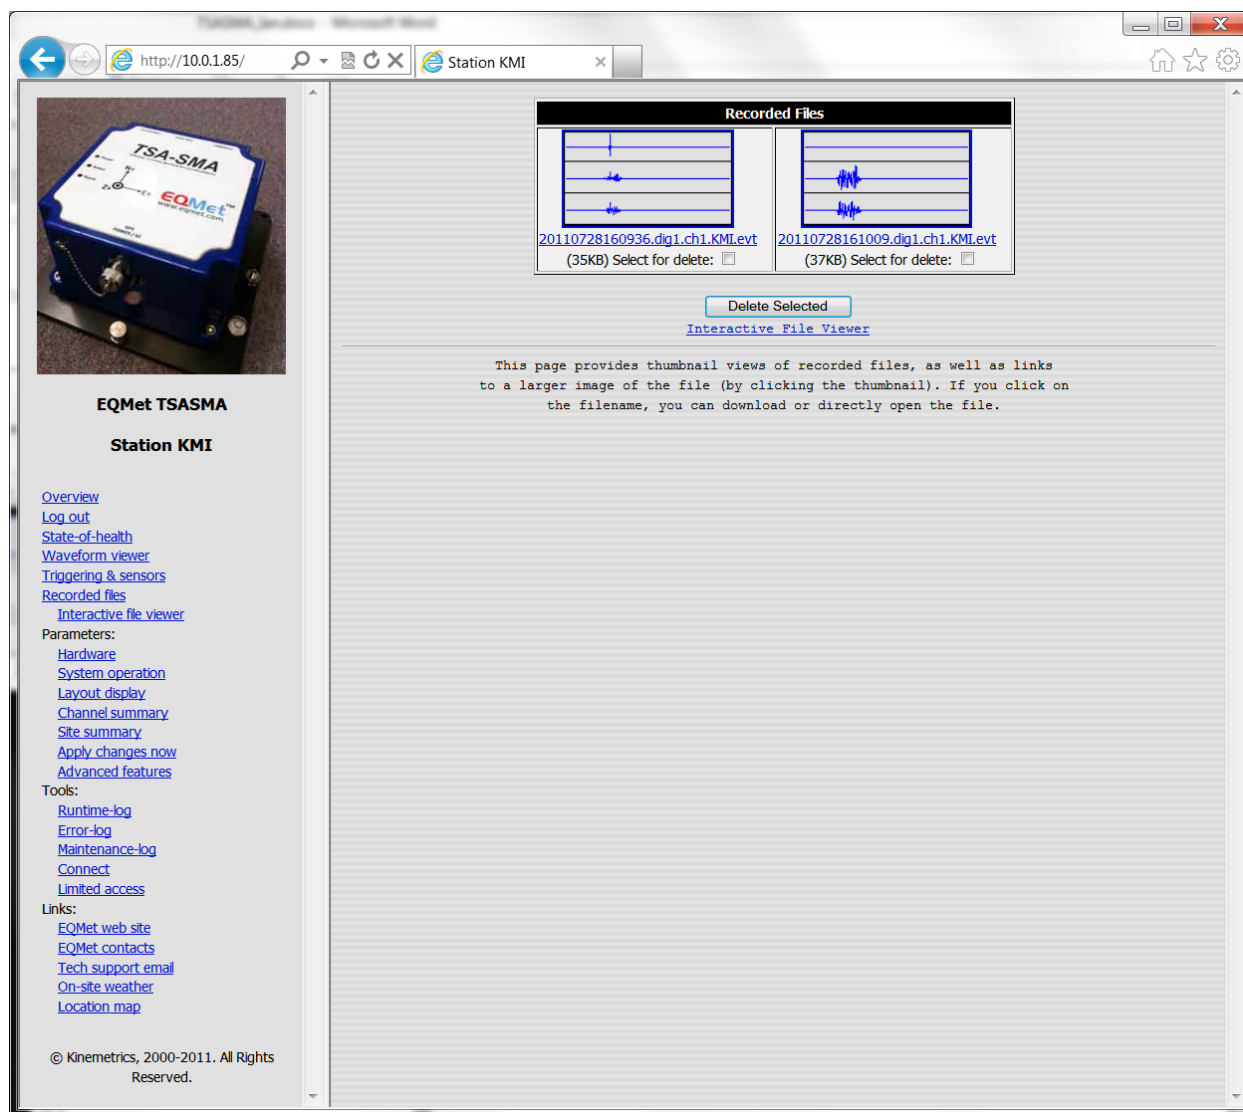 http://10.0.1.85/
Station KMI
TSA-SMA
EQMet™
www.eqmet.com
EQMet TSASMA
Station KMI
Overview
Log out
State-of-health
Waveform viewer
Triggering & sensors
Recorded files
Interactive file viewer
Parameters:
Hardware
System operation
Layout display
Channel summary
Site summary
Apply changes now
Advanced features
Tools:
Runtime-log
Error-log
Maintenance-log
Connect
Limited access
Links:
EQMet web site
EQMet contacts
Tech support email
On-site weather
Location map
© Kinemetrics, 2000-2011. All Rights
Reserved.
Recorded Files
20110728160936.dig1.ch1.KMI.evt
(35KB) Select for delete:
20110728161009.dig1.ch1.KMI.evt
(37KB) Select for delete:
Delete Selected
Interactive File Viewer
This page provides thumbnail views of recorded files, as well as links
to a larger image of the file (by clicking the thumbnail). If you click on
the filename, you can download or directly open the file.